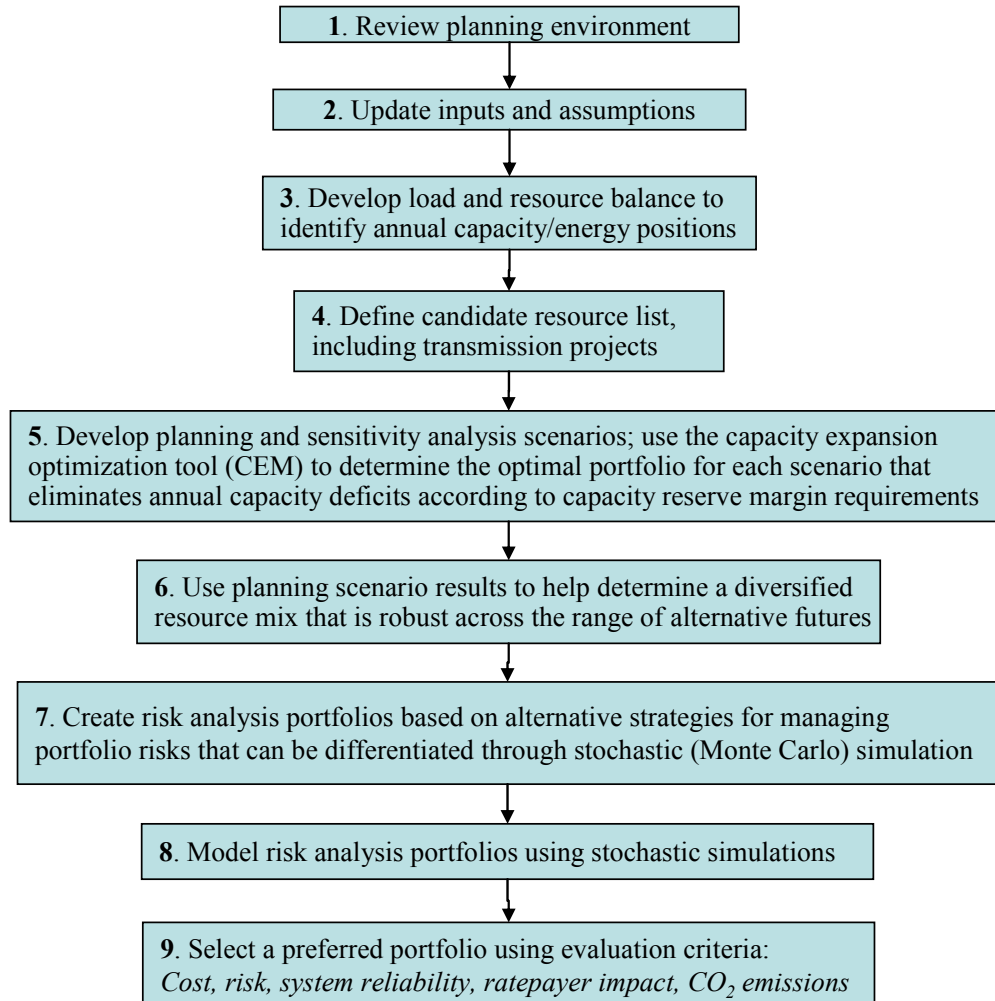 1. Review planning environment
2. Update inputs and assumptions
3. Develop load and resource balance to
identify annual capacity/energy positions
4. Define candidate resource list,
including transmission projects
5. Develop planning and sensitivity analysis scenarios; use the capacity expansion
optimization tool (CEM) to determine the optimal portfolio for each scenario that
eliminates annual capacity deficits according to capacity reserve margin requirements
6. Use planning scenario results to help determine a diversified
resource mix that is robust across the range of alternative futures
7. Create risk analysis portfolios based on alternative strategies for managing
portfolio risks that can be differentiated through stochastic (Monte Carlo) simulation
8. Model risk analysis portfolios using stochastic simulations
9. Select a preferred portfolio using evaluation criteria:
Cost, risk, system reliability, ratepayer impact, CO₂ emissions